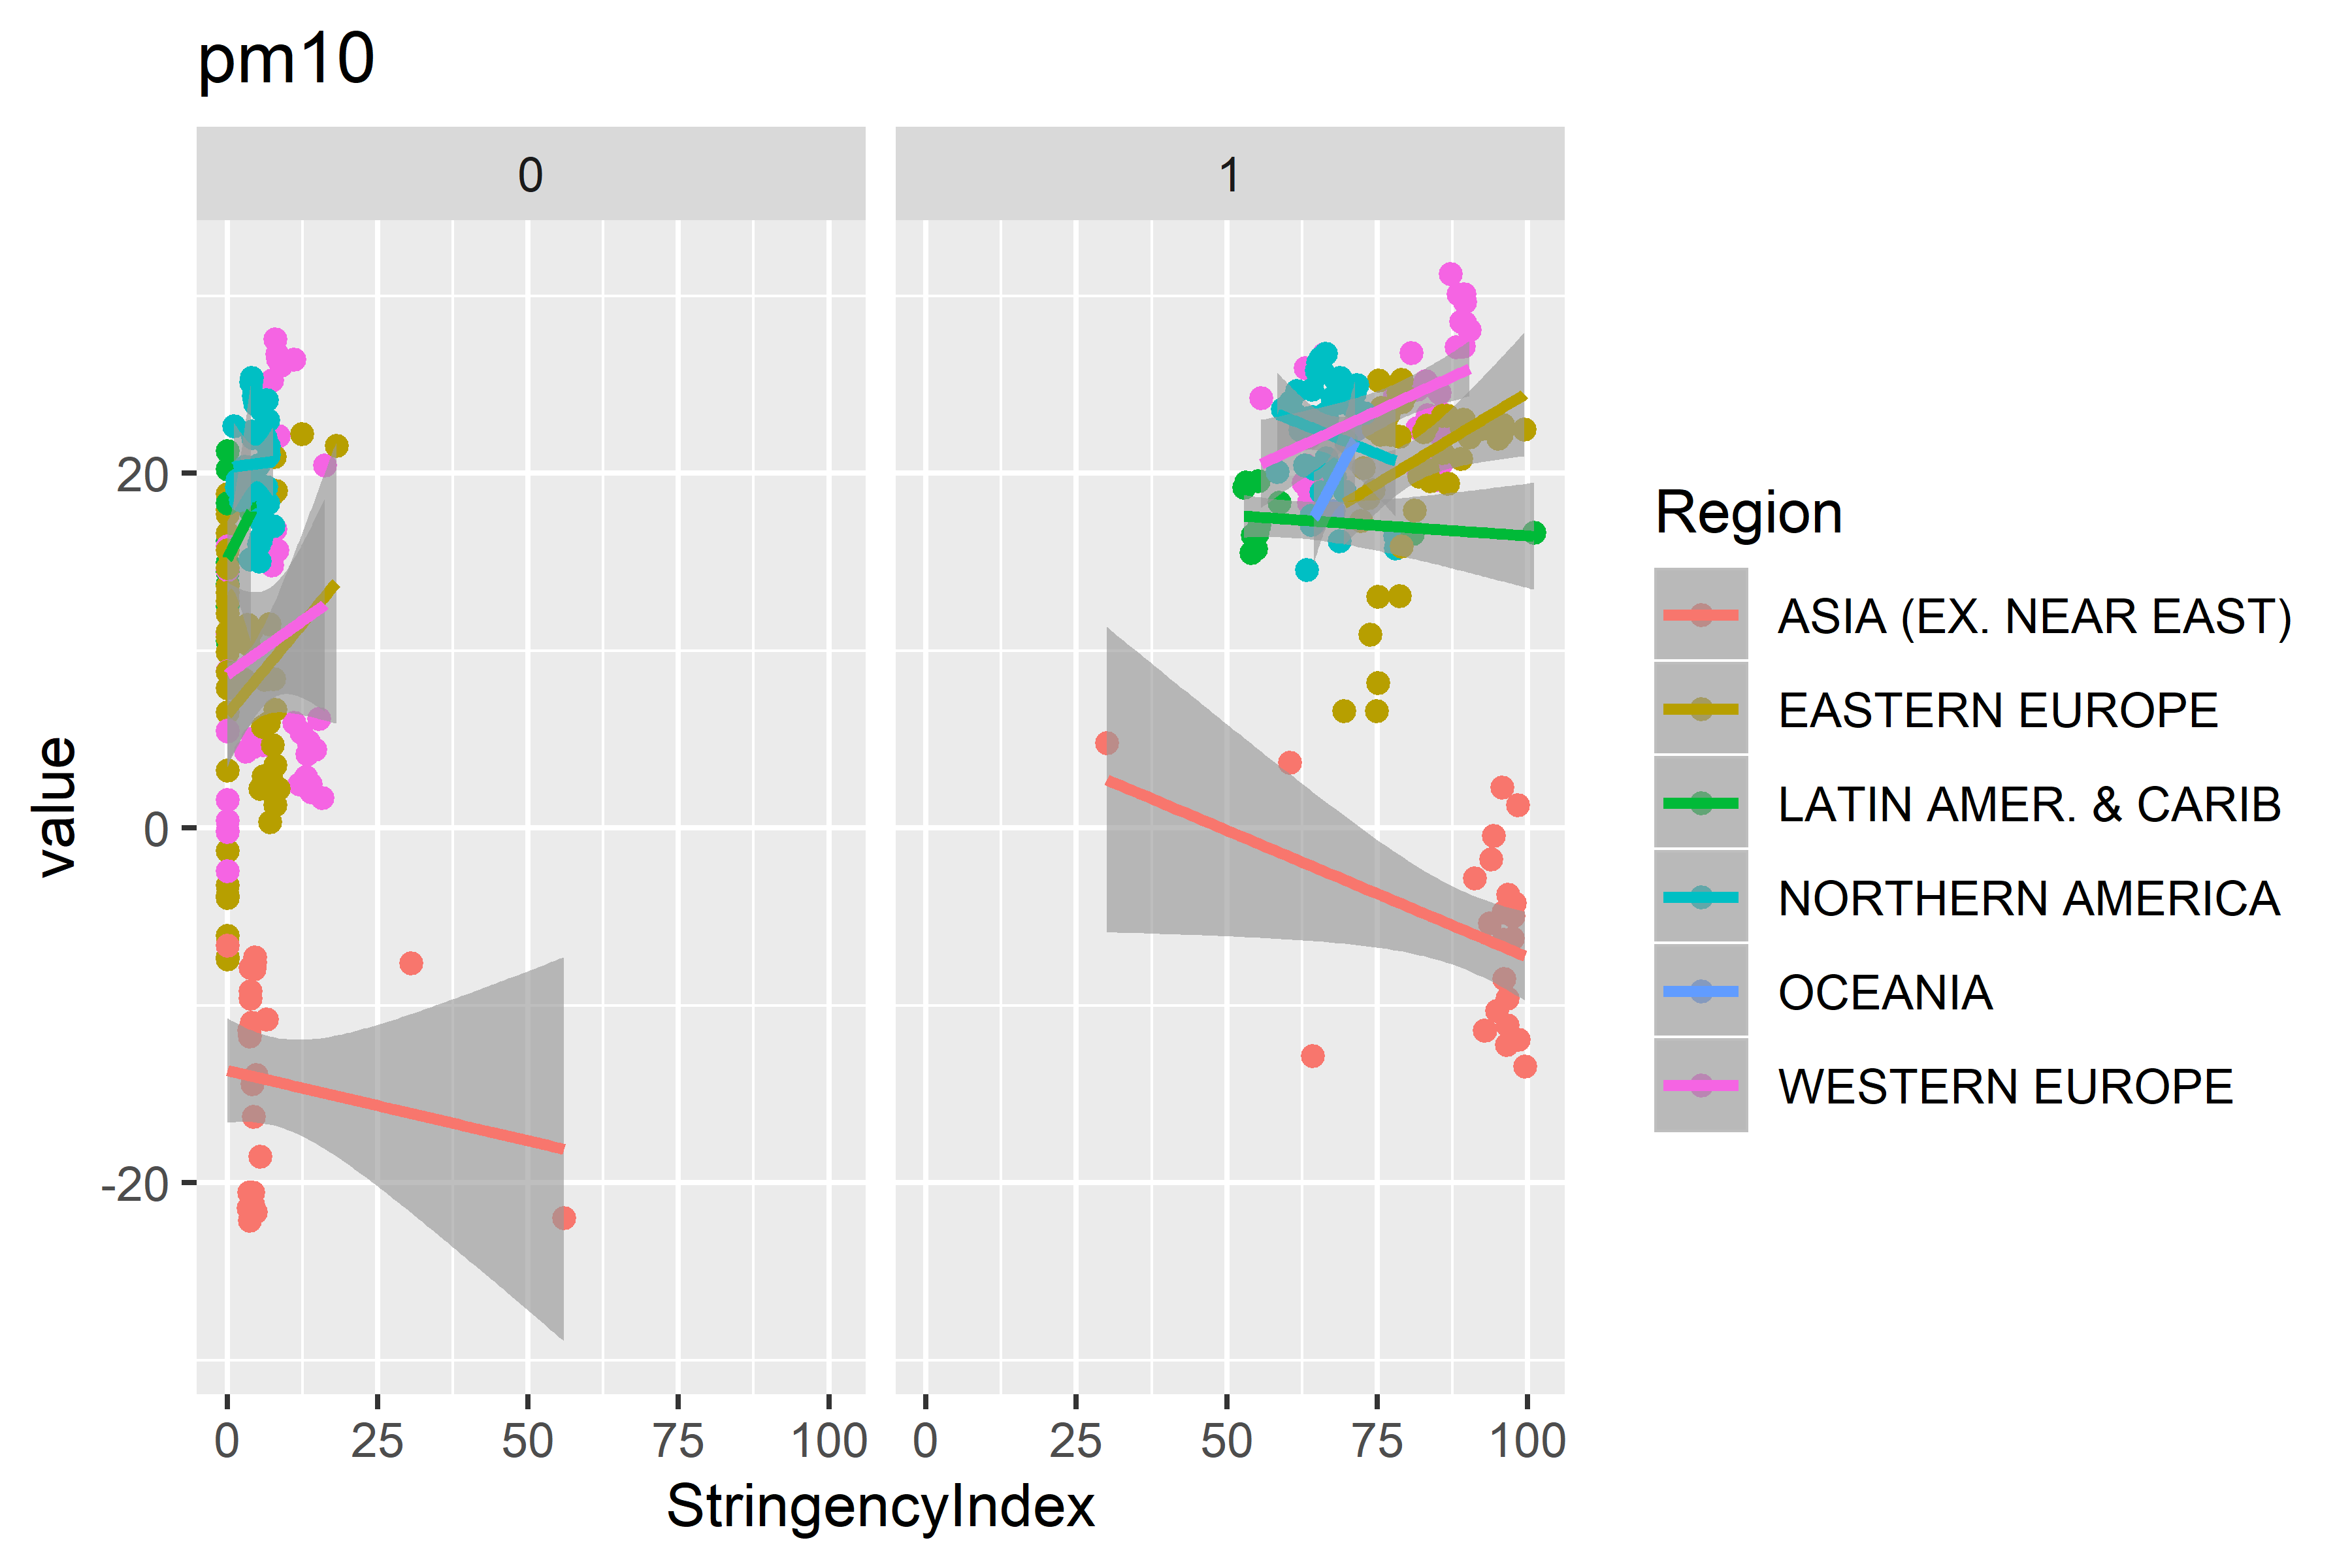 pm10
0
1
20
0
-20
value
0 25 50 75 100 0 25 50 75 100
StringencyIndex
Region
ASIA (EX. NEAR EAST)
EASTERN EUROPE
LATIN AMER. & CARIB
NORTHERN AMERICA
OCEANIA
WESTERN EUROPE